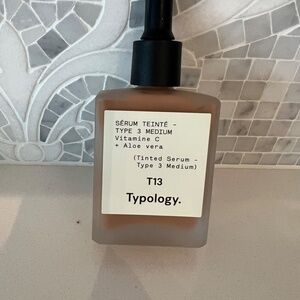 SÉRUM TEINTÉ -
TYPE 3 MEDIUM
Vitamine C
+ Aloe vera
(Tinted Serum -
Type 3 Medium)
T13
Typology.